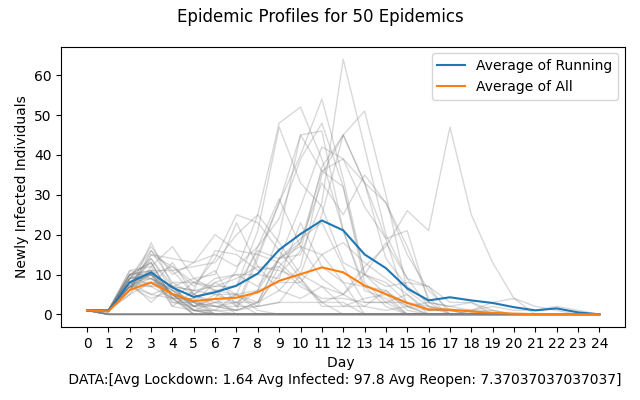 Epidemic Profiles for 50 Epidemics
Average of Running
Average of All
Newly Infected Individuals
60
50
40
30
20
10
0
0 1 2 3 4 5 6 7 8 9 10 11 12 13 14 15 16 17 18 19 20 21 22 23 24
Day
DATA:[Avg Lockdown: 1.64 Avg Infected: 97.8 Avg Reopen: 7.37037037037037]